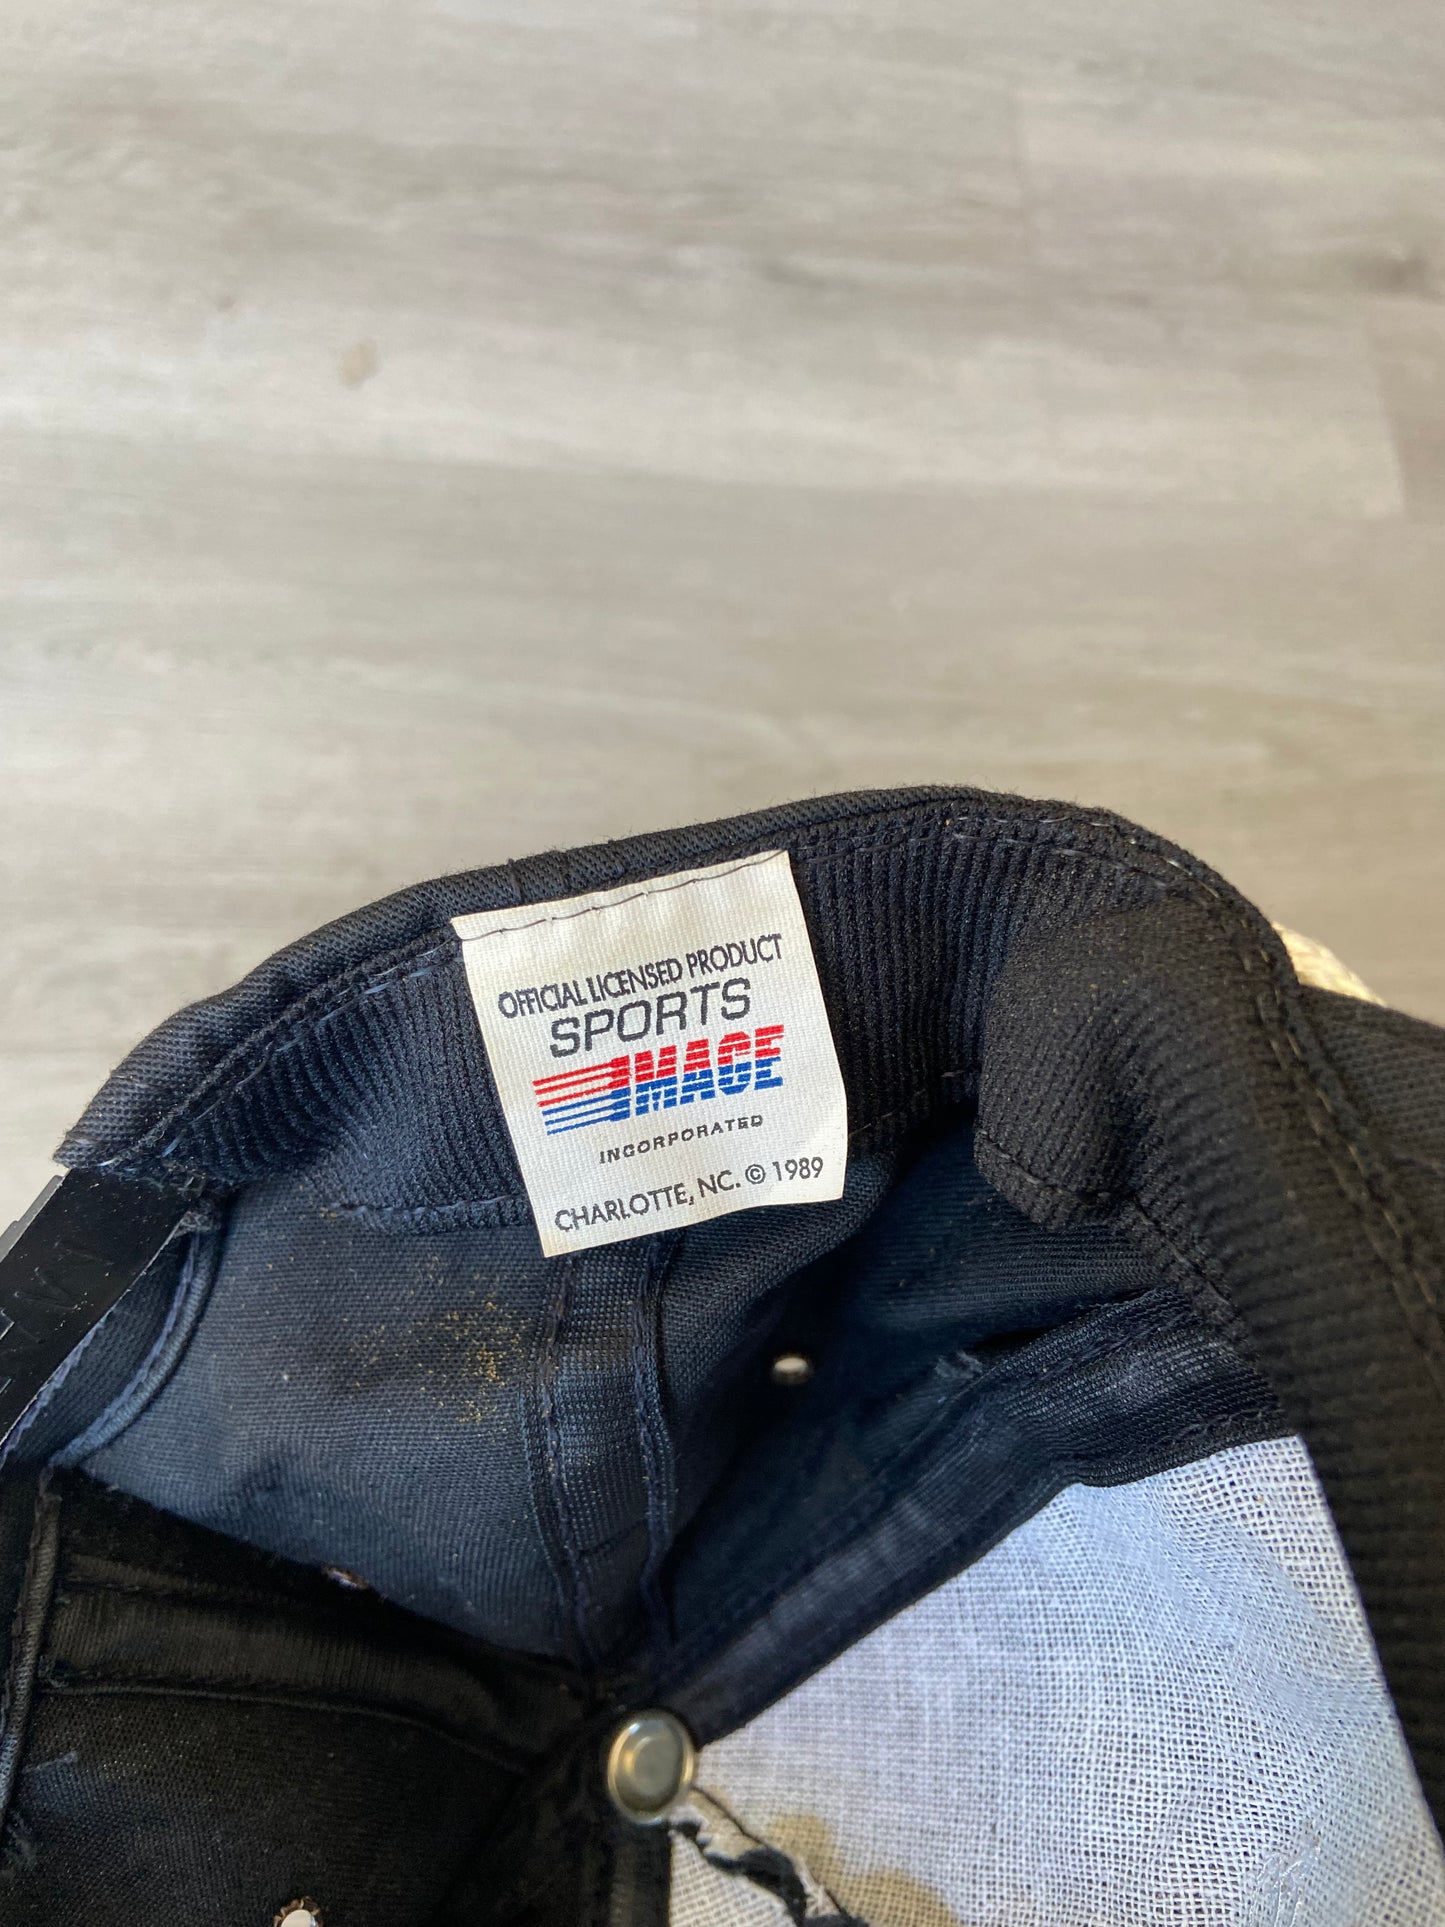 OFFICIAL LICENSED PRODUCT
SPORTS
IMAGE
INCORPORATED
CHARLOTTE, NC. © 1989